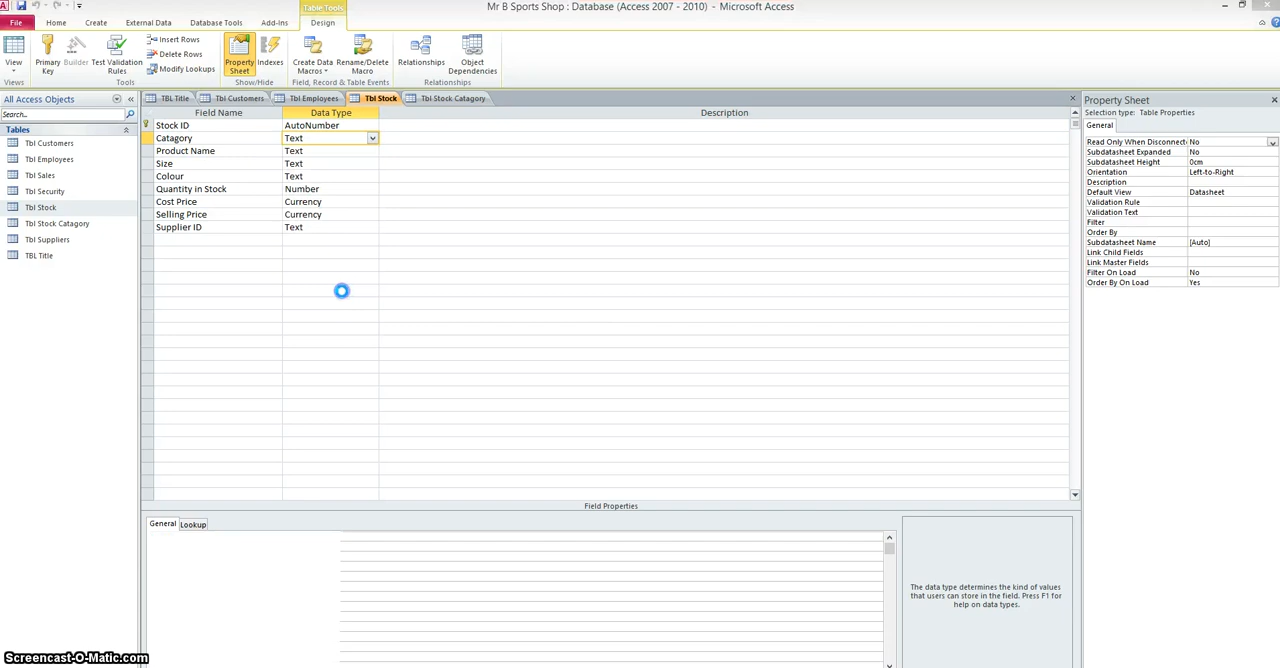 Table Tools
Mr B Sports Shop : Database (Access 2007 - 2010) - Microsoft Access
File Home Create External Data Database Tools Add-Ins Design
View
Primary Key
Builder
Test Validation Rules
Insert Rows
Delete Rows
Modify Lookups
Property Sheet
Indexes
Create Data Macros
Rename/Delete Macro
Relationships
Object Dependencies
Views Tools Show/Hide Field, Record & Table Events Relationships
All Access Objects
Search...
Tables
Tbl Customers
Tbl Employees
Tbl Sales
Tbl Security
Tbl Stock
Tbl Stock Catagory
Tbl Suppliers
TBL Title
TBL Title Tbl Customers Tbl Employees Tbl Stock Tbl Stock Catagory
Field Name Data Type Description
Stock ID AutoNumber
Catagory Text
Product Name Text
Size Text
Colour Text
Quantity in Stock Number
Cost Price Currency
Selling Price Currency
Supplier ID Text
Field Properties
General Lookup
The data type determines the kind of values
that users can store in the field. Press F1 for
help on data types.
Property Sheet
Selection type: Table Properties
General
Read Only When Disconnect No
Subdatasheet Expanded No
Subdatasheet Height 0cm
Orientation Left-to-Right
Description
Default View Datasheet
Validation Rule
Validation Text
Filter
Order By
Subdatasheet Name [Auto]
Link Child Fields
Link Master Fields
Filter On Load No
Order By On Load Yes
Screencast-O-Matic.com